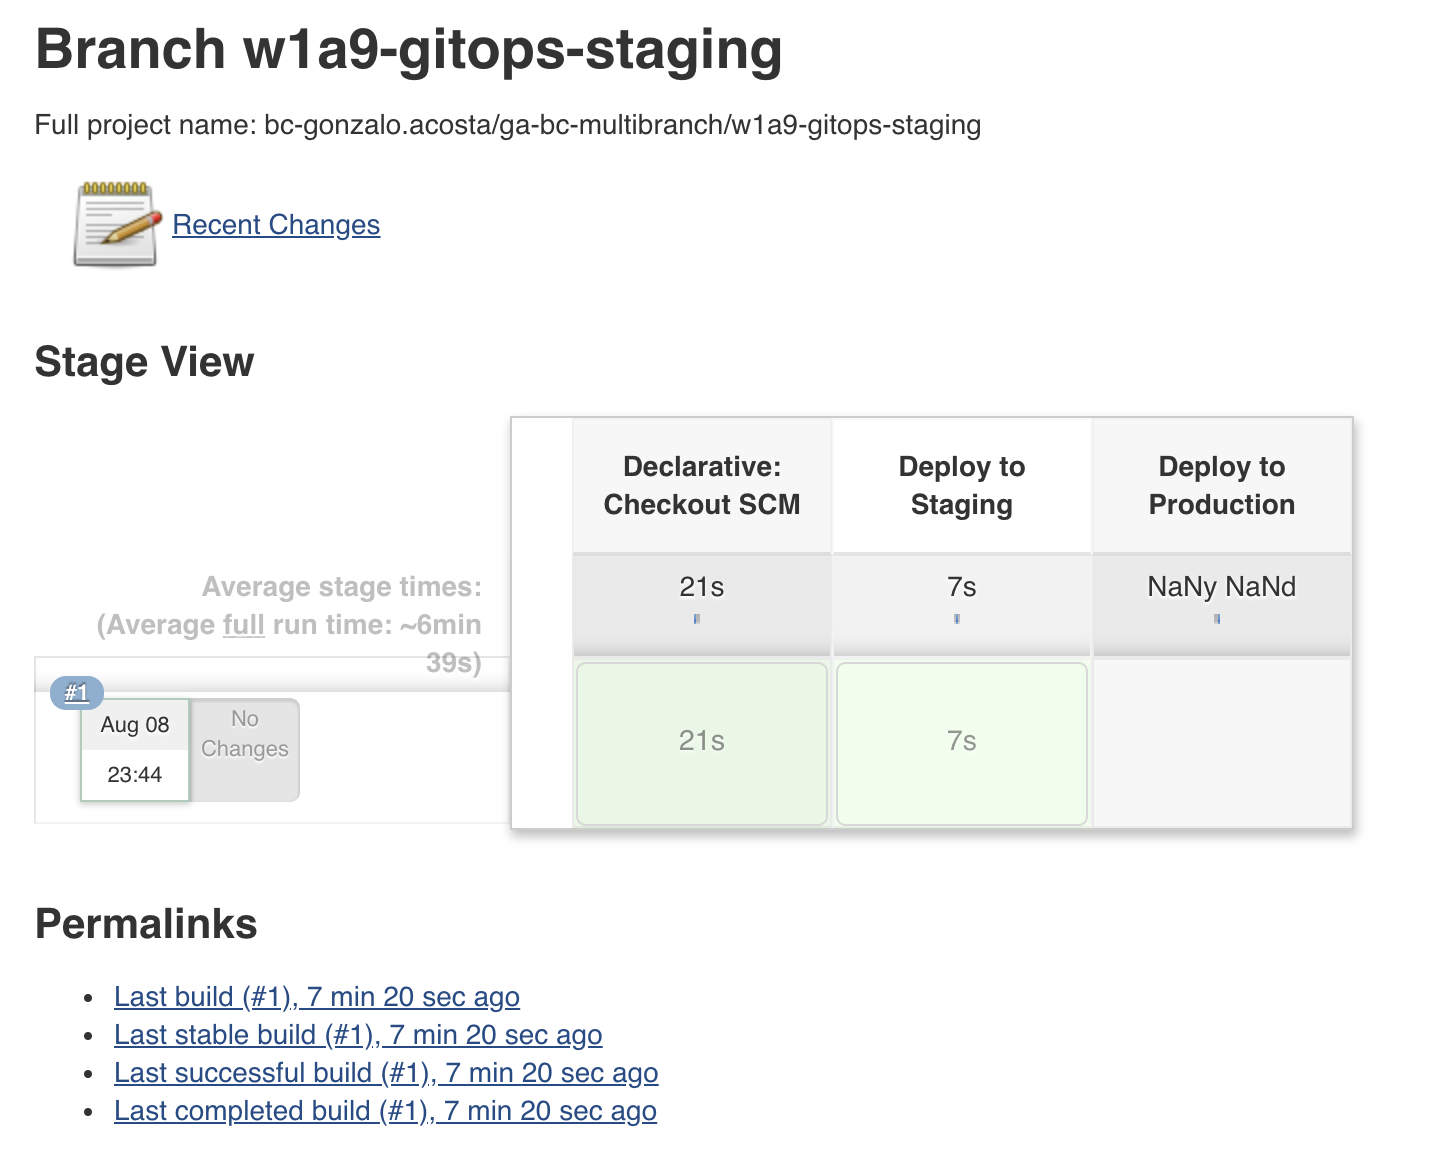 Branch w1a9-gitops-staging
Full project name: bc-gonzalo.acosta/ga-bc-multibranch/w1a9-gitops-staging
Recent Changes
Stage View
Declarative:
Checkout SCM
Deploy to
Staging
Deploy to
Production
Average stage times:
(Average full run time: ~6min
39s)
21s
7s
NaNy NaNd
#1
Aug 08
23:44
No
Changes
21s
7s
Permalinks
Last build (#1), 7 min 20 sec ago
Last stable build (#1), 7 min 20 sec ago
Last successful build (#1), 7 min 20 sec ago
Last completed build (#1), 7 min 20 sec ago